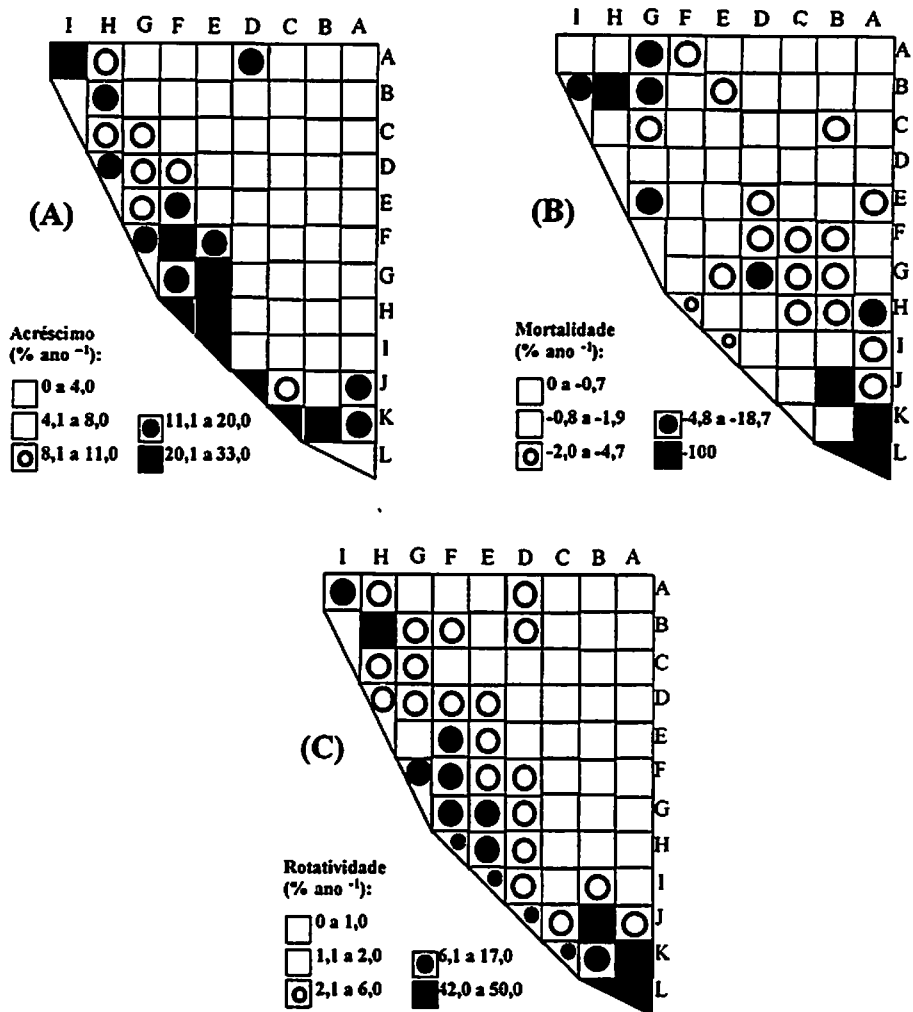 I H G F E D C B A
A
B
C
D
E
F
G
H
I
J
K
L
(A)
Acréscimo
(% ano ⁻¹):
0 a 4,0
4,1 a 8,0
8,1 a 11,0
11,1 a 20,0
20,1 a 33,0
I H G F E D C B A
A
B
C
D
E
F
G
H
I
J
K
L
(B)
Mortalidade
(% ano ⁻¹):
0 a -0,7
-0,8 a -1,9
-2,0 a -4,7
-4,8 a -18,7
-100
I H G F E D C B A
A
B
C
D
E
F
G
H
I
J
K
L
(C)
Rotatividade
(% ano ⁻¹):
0 a 1,0
1,1 a 2,0
2,1 a 6,0
6,1 a 17,0
42,0 a 50,0